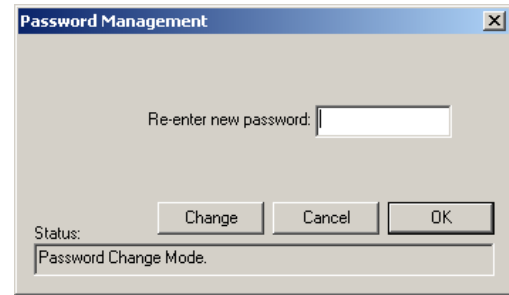 Password Management
Re-enter new password:
Change Cancel OK
Status:
Password Change Mode.